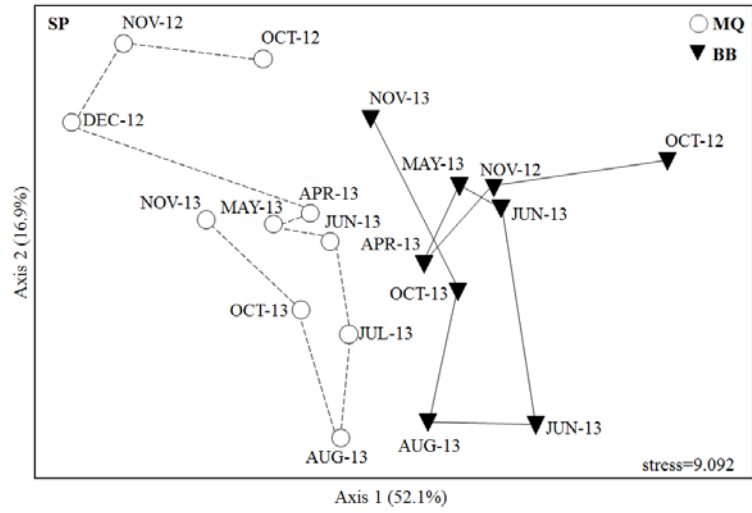 SP
NOV-12
MQ
OCT-12
BB
NOV-13
DEC-12
OCT-12
MAY-13
NOV-12
APR-13
NOV-13
MAY-13
JUN-13
JUN-13
APR-13
OCT-13
OCT-13
JUL-13
AUG-13
JUN-13
AUG-13
stress=9.092
Axis 2 (16.9%)
Axis 1 (52.1%)